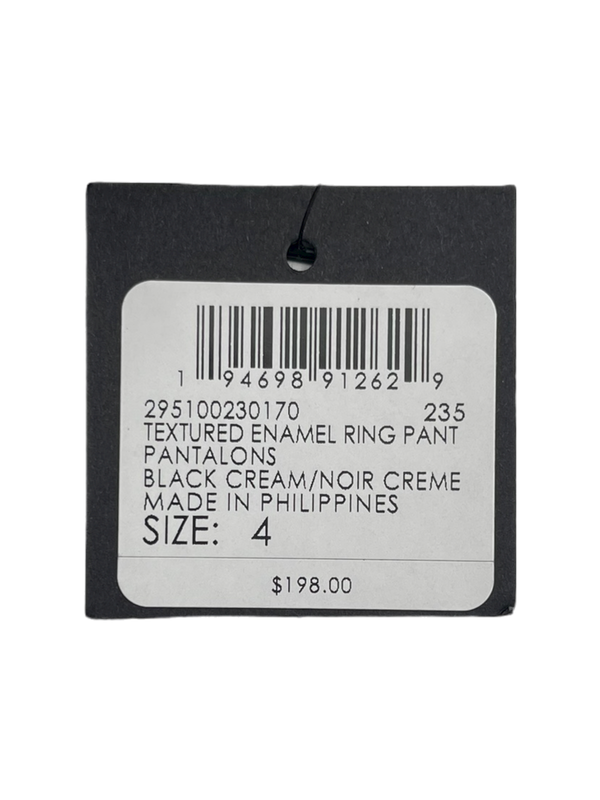 1 94698 91262 9
295100230170 235
TEXTURED ENAMEL RING PANT
PANTALONS
BLACK CREAM/NOIR CREME
MADE IN PHILIPPINES
SIZE: 4
$198.00